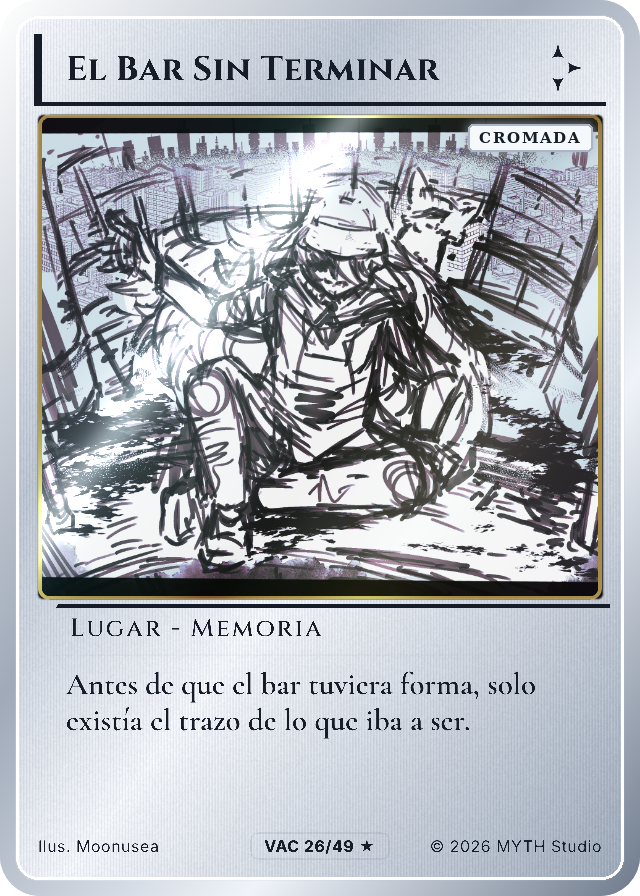 El Bar Sin Terminar
CROMADA
Lugar - Memoria
Antes de que el bar tuviera forma, solo
existía el trazo de lo que iba a ser.
Ilus. Moonusea
VAC 26/49 ★
© 2026 MYTH Studio